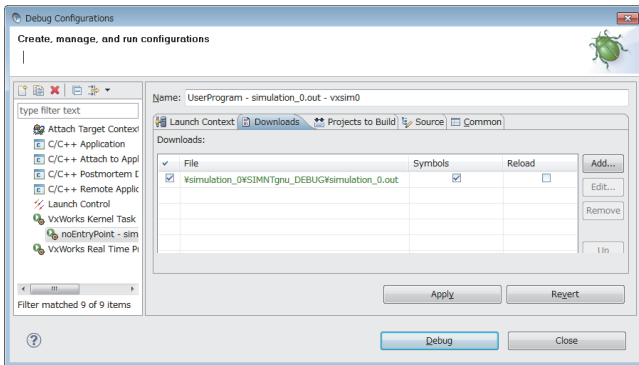 Debug Configurations
Create, manage, and run configurations
type filter text
Attach Target Context
C/C++ Application
C/C++ Attach to Appl
C/C++ Postmortem D
C/C++ Remote Applic
Launch Control
VxWorks Kernel Task
noEntryPoint - sim
VxWorks Real Time Pr
Filter matched 9 of 9 items
Name: UserProgram - simulation_0.out - vxsim0
Launch Context Downloads Projects to Build Source Common
Downloads:
File Symbols Reload
¥simulation_0¥SIMNTgnu_DEBUG¥simulation_0.out
Add...
Edit...
Remove
Up
Apply Revert
Debug Close